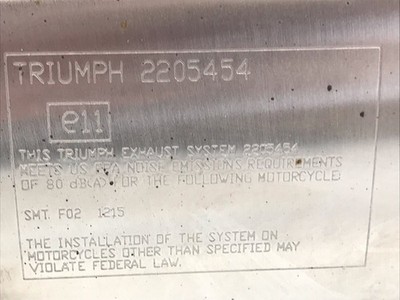 TRIUMPH 2205454
e11
THIS TRIUMPH EXHAUST SYSTEM 2205454
MEETS US EPA NOISE EMISSIONS REQUIREMENTS
OF 80 dB(A) FOR THE FOLLOWING MOTORCYCLE
SMT. F02 1215
THE INSTALLATION OF THE SYSTEM ON
MOTORCYCLES OTHER THAN SPECIFIED MAY
VIOLATE FEDERAL LAW.